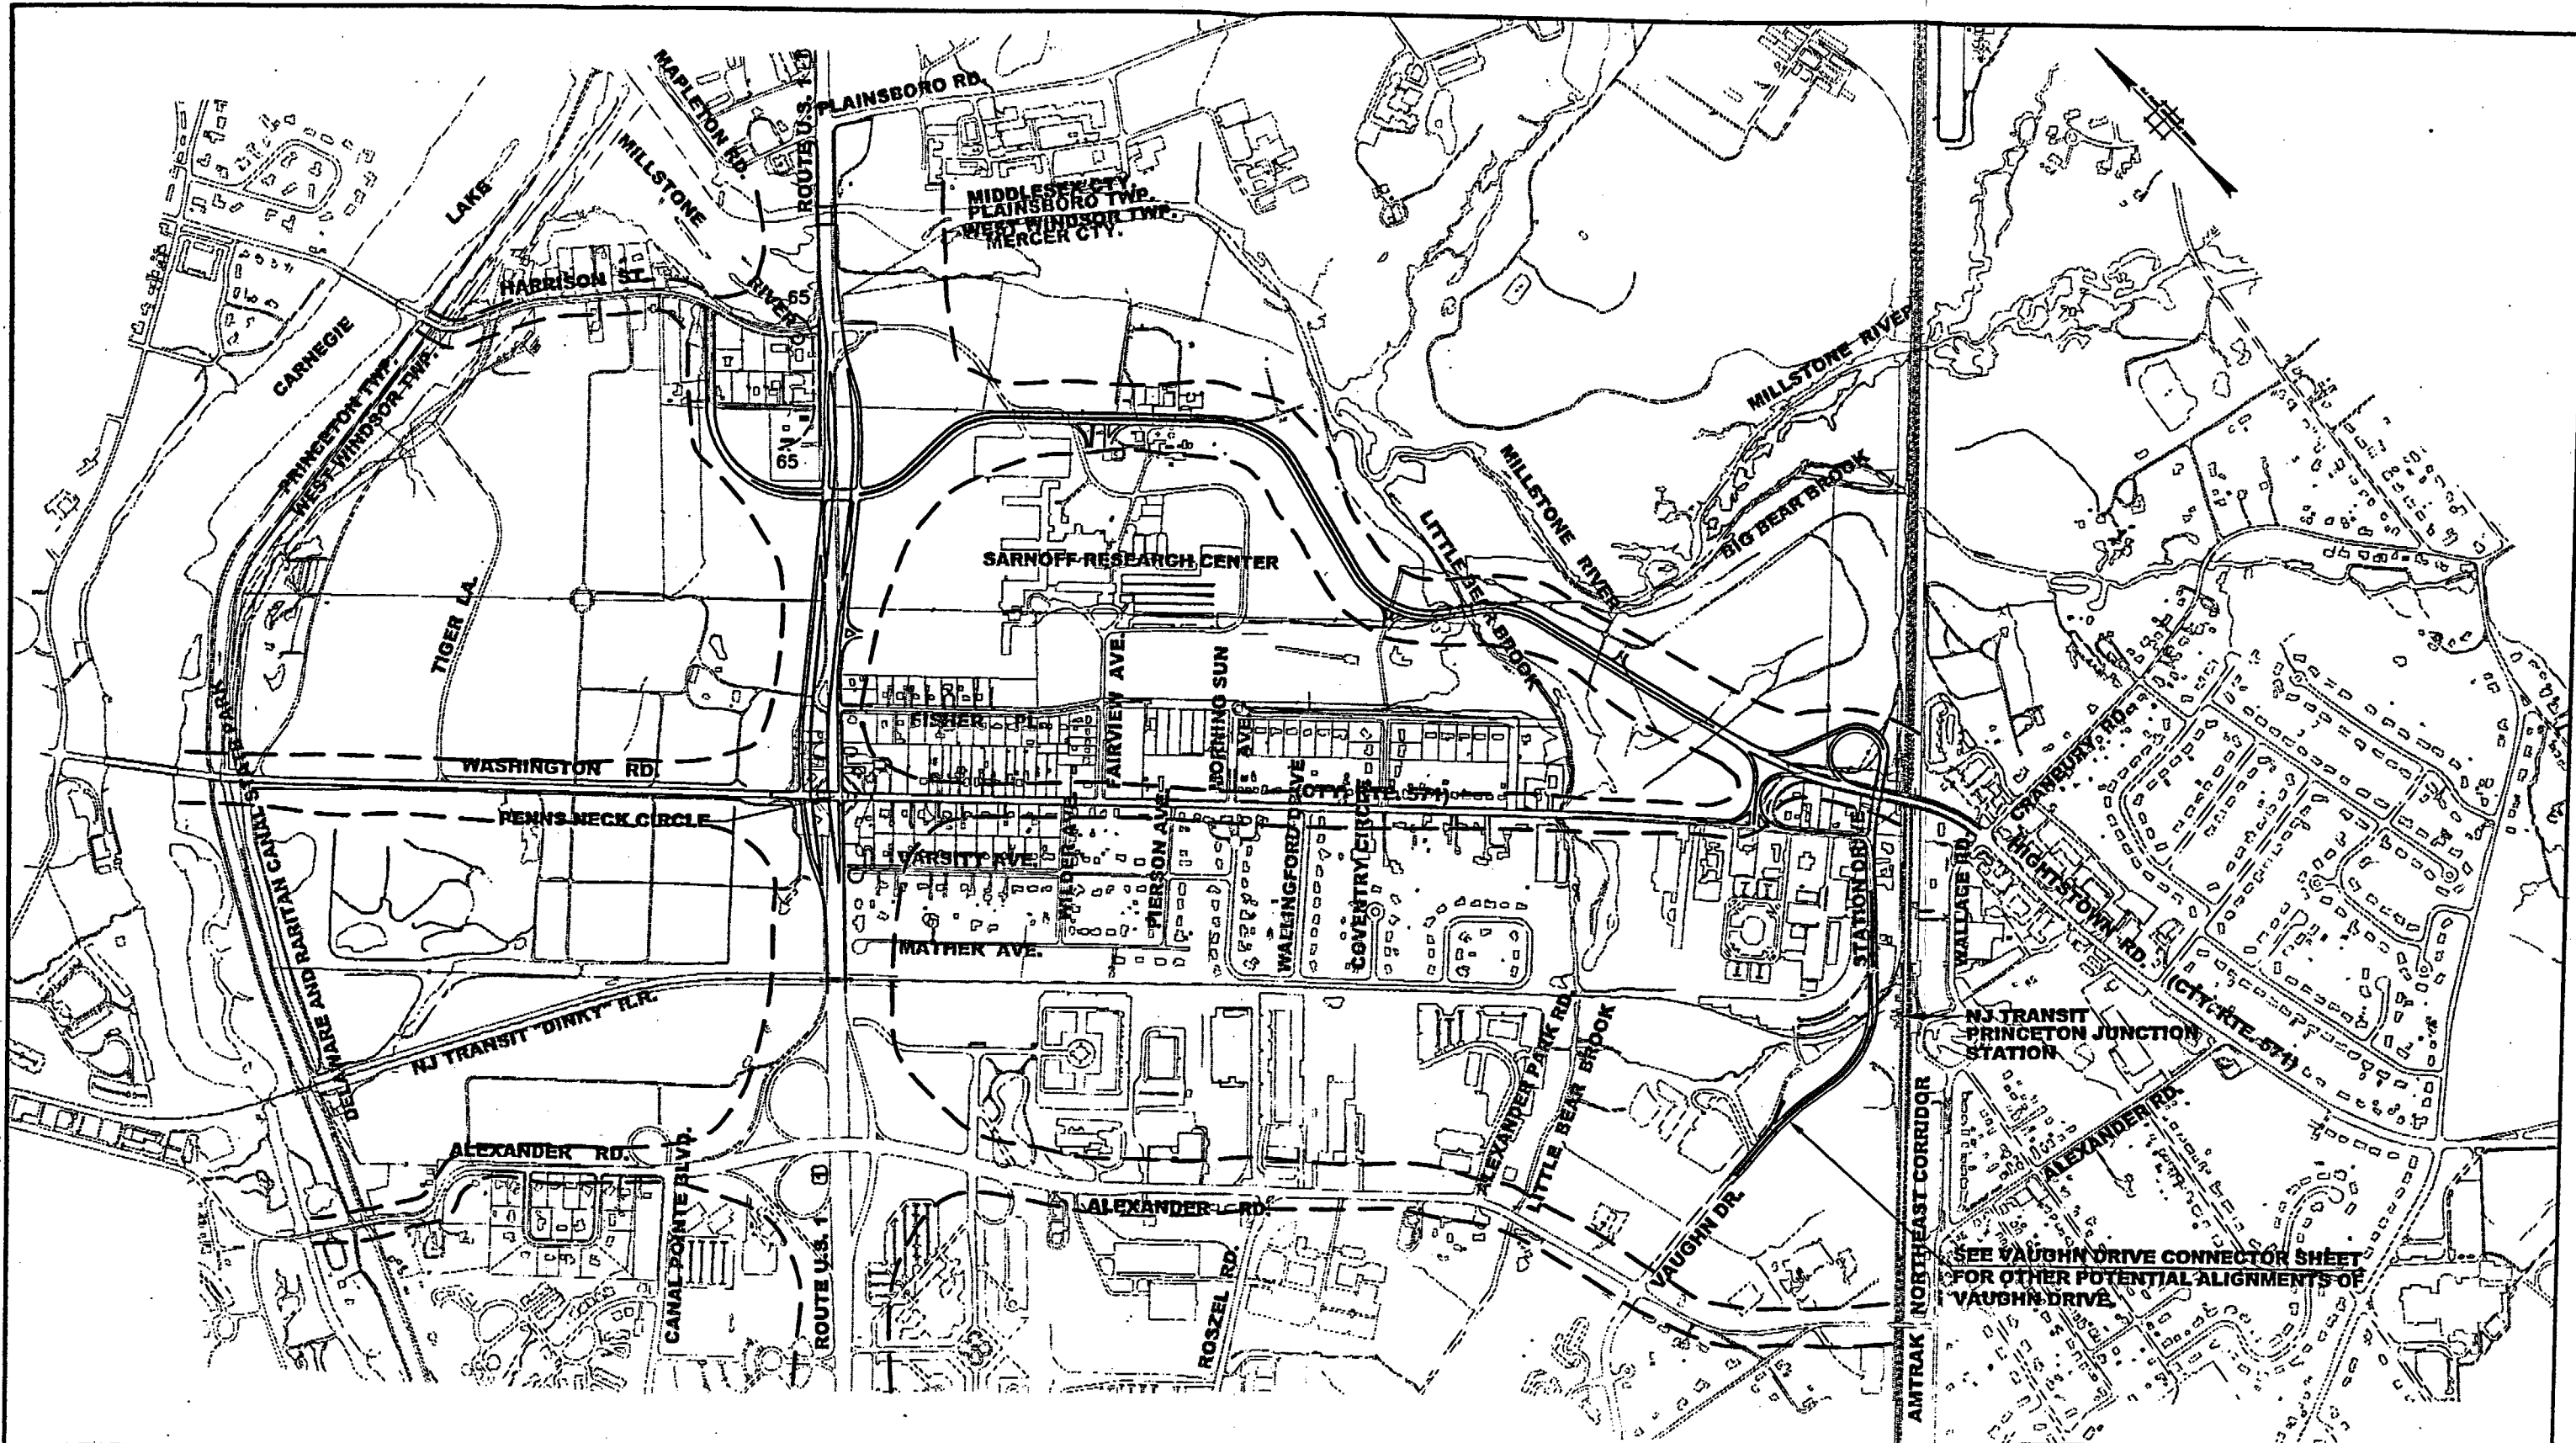 MAPLETON RD.
ROUTE U.S. 1
PLAINSBORO RD.
LAKE
MILLSTONE
RIVER
MIDDLESEX CTY.
PLAINSBORO TWP.
WEST WINDSOR TWP.
MERCER CTY.
HARRISON ST.
65
CARNEGIE
PRINCETON TWP.
WEST WINDSOR TWP.
65
MILLSTONE RIVER
MILLSTONE RIVER
BIG BEAR BROOK
LITTLE BEAR BROOK
SARNOFF RESEARCH CENTER
TIGER LA.
FAIRVIEW AVE.
MORNING SUN
AVE.
FISHER PL.
CRANBURY RD.
WASHINGTON RD.
(CTY. RTE. 571)
PENNS NECK CIRCLE
VARSITY AVE.
WILDER AVE.
PIERSON AVE.
WALLINGFORD DRIVE
COVENTRY CIRCLE
STATION DRIVE
WALLACE RD.
HIGHTSTOWN RD.
(CTY. RTE. 571)
MATHER AVE.
DELAWARE AND RARITAN CANAL STATE PARK
NJ TRANSIT "DINKY" R.R.
NJ TRANSIT
PRINCETON JUNCTION
STATION
ALEXANDER PARK RD.
LITTLE BEAR BROOK
ALEXANDER RD.
CANAL POINTE BLVD.
1
ROUTE U.S. 1
ALEXANDER RD.
ROSZEL RD.
VAUGHN DR.
ALEXANDER RD.
AMTRAK NORTHEAST CORRIDOR
SEE VAUGHN DRIVE CONNECTOR SHEET
FOR OTHER POTENTIAL ALIGNMENTS OF
VAUGHN DRIVE.